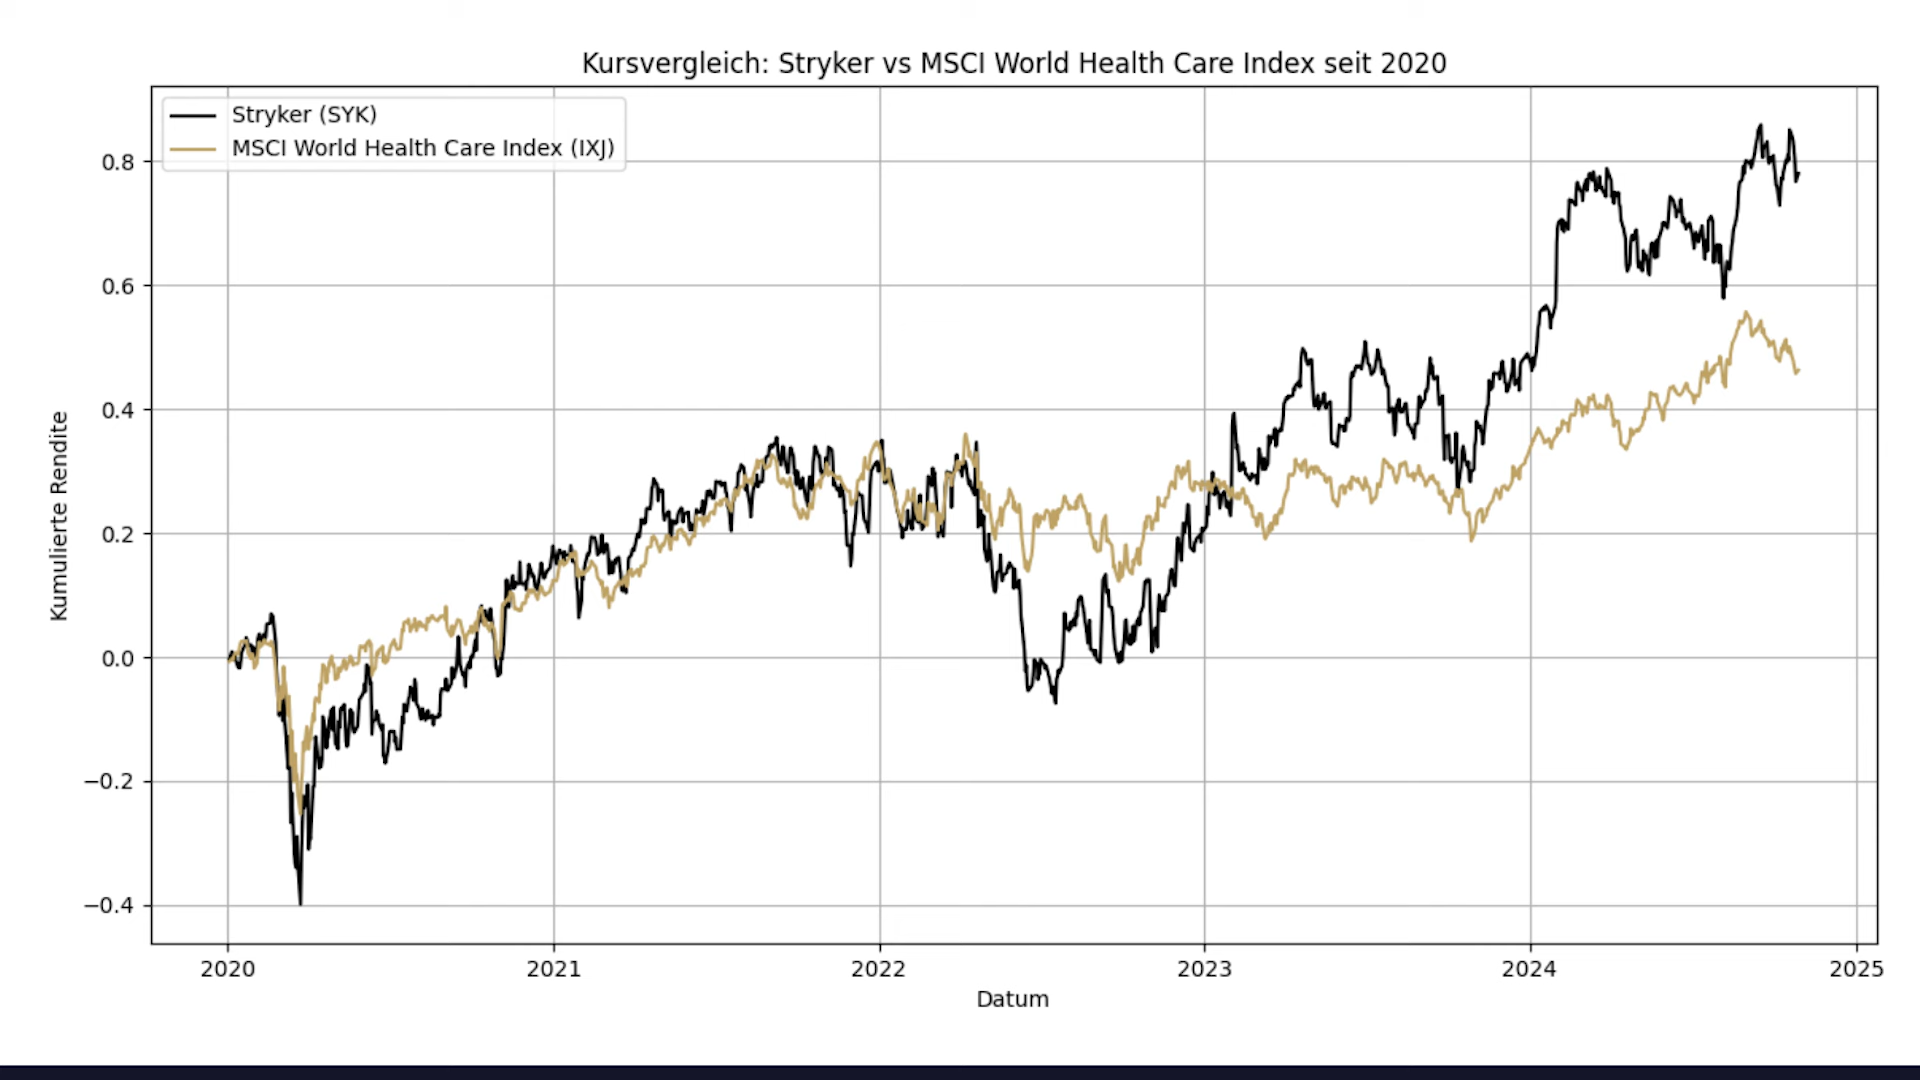 Kursvergleich: Stryker vs MSCI World Health Care Index seit 2020
Stryker (SYK)
MSCI World Health Care Index (IXJ)
Kumulierte Rendite
0.8
0.6
0.4
0.2
0.0
−0.2
−0.4
2020 2021 2022 2023 2024 2025
Datum